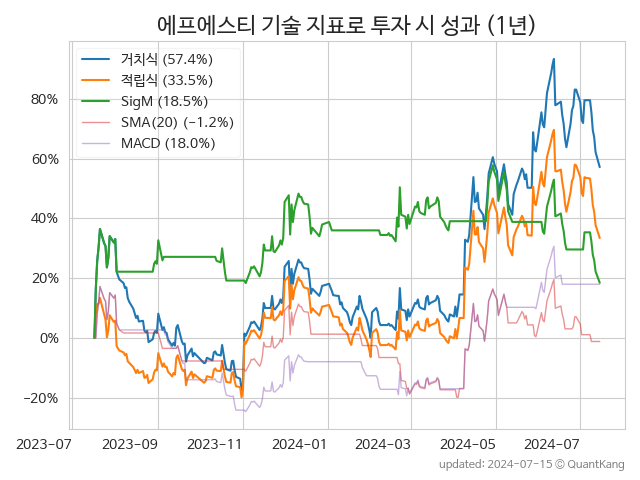 에프에스티 기술 지표로 투자 시 성과 (1년)
거치식 (57.4%)
적립식 (33.5%)
SigM (18.5%)
SMA(20) (−1.2%)
MACD (18.0%)
80%
60%
40%
20%
0%
−20%
2023-07 2023-09 2023-11 2024-01 2024-03 2024-05 2024-07
updated: 2024-07-15 © QuantKang